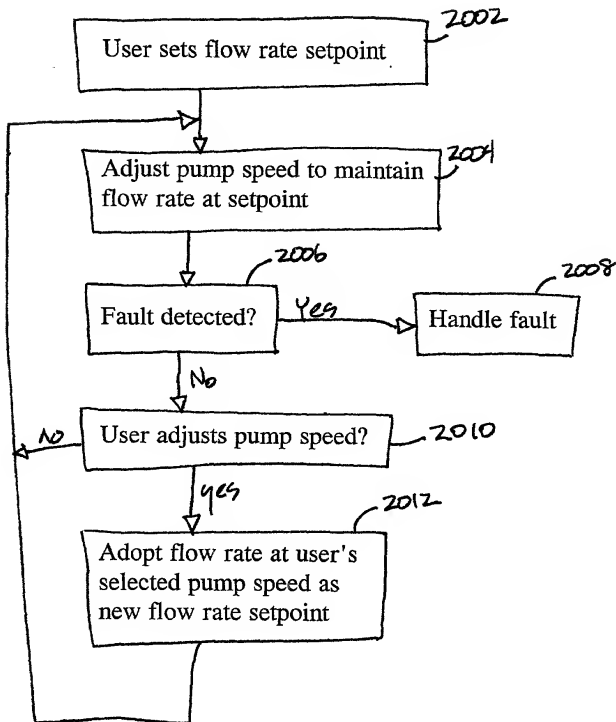 2002
User sets flow rate setpoint
2004
Adjust pump speed to maintain
flow rate at setpoint
2006
2008
Fault detected?
Yes
Handle fault
No
No
User adjusts pump speed?
2010
yes
2012
Adopt flow rate at user's
selected pump speed as
new flow rate setpoint